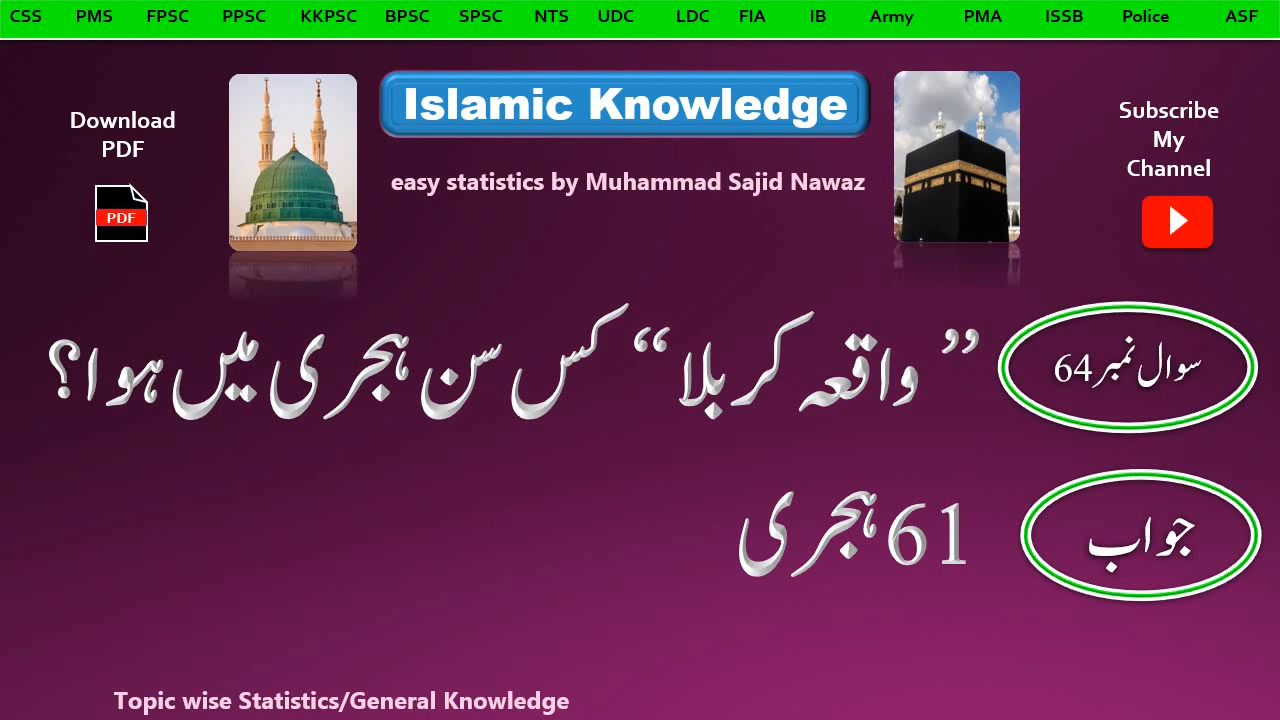 CSS PMS FPSC PPSC KKPSC BPSC SPSC NTS UDC LDC FIA IB Army PMA ISSB Police ASF
Islamic Knowledge
easy statistics by Muhammad Sajid Nawaz
Download
PDF
PDF
Subscribe
My
Channel
سوال نمبر 64
” واقعہ کربلا“ کس سن ہجری میں ہوا؟
جواب
61 ہجری
Topic wise Statistics/General Knowledge